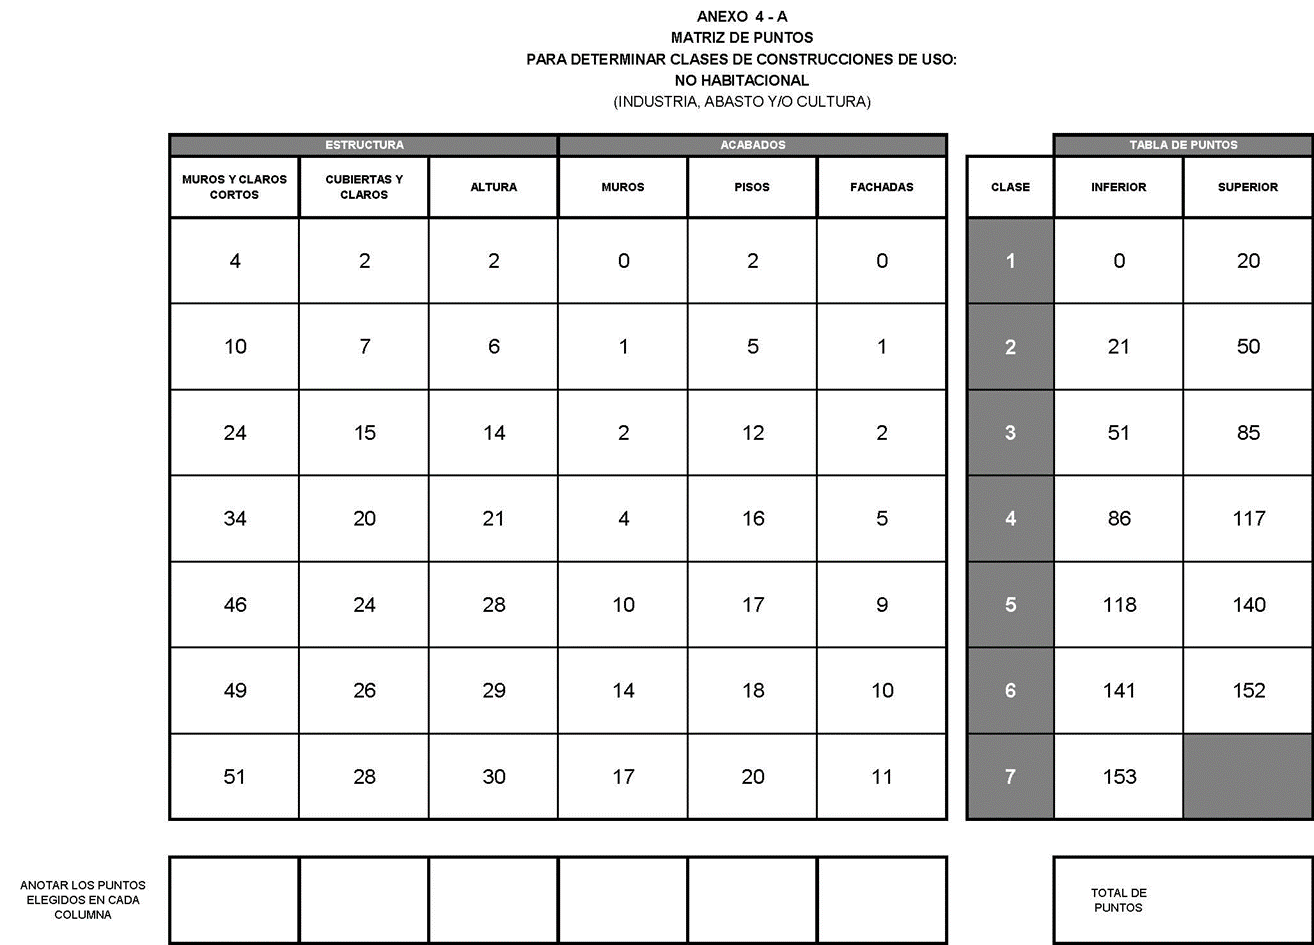 ANEXO 4 - A
MATRIZ DE PUNTOS
PARA DETERMINAR CLASES DE CONSTRUCCIONES DE USO:
NO HABITACIONAL
(INDUSTRIA, ABASTO Y/O CULTURA)
ESTRUCTURA ACABADOS TABLA DE PUNTOS
MUROS Y CLAROS CORTOS CUBIERTAS Y CLAROS ALTURA MUROS PISOS FACHADAS CLASE INFERIOR SUPERIOR
4 2 2 0 2 0 1 0 20
10 7 6 1 5 1 2 21 50
24 15 14 2 12 2 3 51 85
34 20 21 4 16 5 4 86 117
46 24 28 10 17 9 5 118 140
49 26 29 14 18 10 6 141 152
51 28 30 17 20 11 7 153
ANOTAR LOS PUNTOS
ELEGIDOS EN CADA
COLUMNA
TOTAL DE
PUNTOS